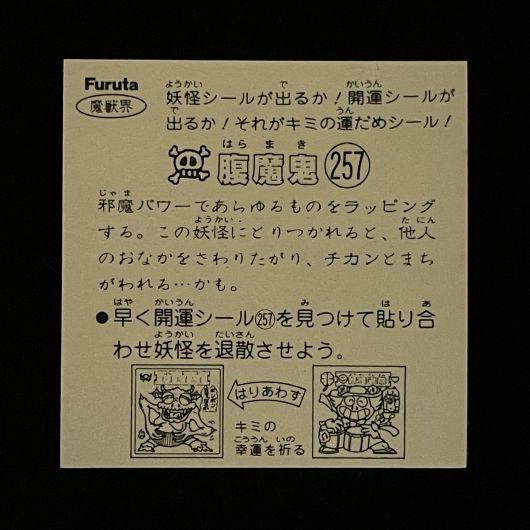 Furuta
魔獣界
妖怪シールが出るか！開運シールが
出るか！それがキミの運だめシール！
腹魔鬼 257
邪魔パワーであらゆるものをラッピング
する。この妖怪にとりつかれると、他人
のおなかをさわりたがり、チカンとまち
がわれる…かも。
●早く開運シール257を見つけて貼り合
わせ妖怪を退散させよう。
はりあわす
キミの
幸運を祈る